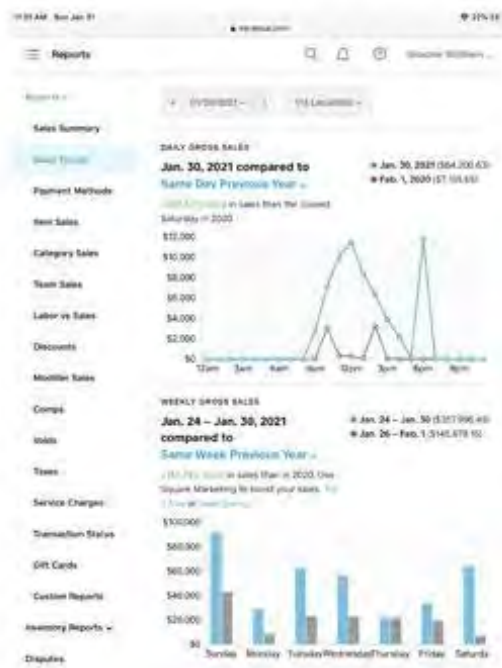 Reports
Sales Summary
Payment Methods
Item Sales
Category Sales
Team Sales
Labor vs Sales
Discounts
Modifier Sales
Comps
Voids
Taxes
Service Charges
Transaction Status
Gift Cards
Custom Reports
Inventory Reports
Disputes
DAILY GROSS SALES
Jan. 30, 2021 compared to
Same Day Previous Year
Jan. 30, 2021
Feb. 1, 2020
in sales than the closest
Saturday in 2020.
$12,000
$10,000
$8,000
$6,000
$4,000
$2,000
$0
12am 3am 6am 9am 12pm 3pm 6pm 9pm
WEEKLY GROSS SALES
Jan. 24 – Jan. 30, 2021
compared to
Same Week Previous Year
Jan. 24 – Jan. 30
Jan. 26 – Feb. 1
in sales than in 2020. Use
Square Marketing to boost your sales.
$100,000
$80,000
$60,000
$40,000
$20,000
$0
Sunday Monday Tuesday Wednesday Thursday Friday Saturda